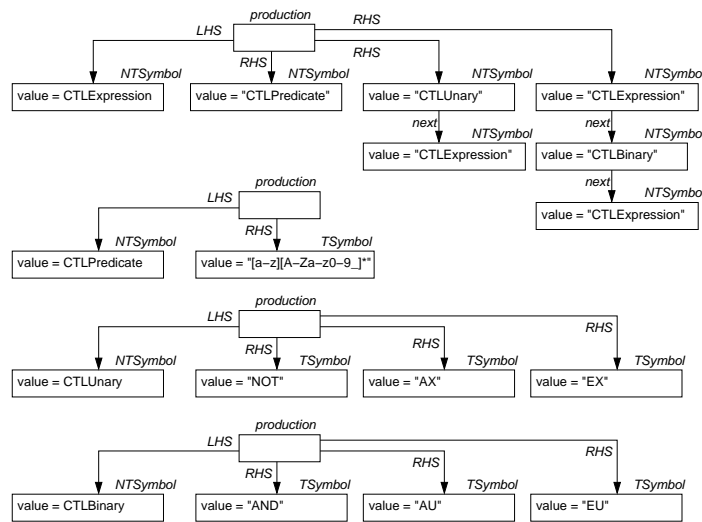 production
LHS RHS RHS RHS
NTSymbol NTSymbol NTSymbol NTSymbo
value = CTLExpression value = "CTLPredicate" value = "CTLUnary" value = "CTLExpression"
next next
NTSymbol NTSymbo
value = "CTLExpression" value = "CTLBinary"
next
NTSymbo
value = "CTLExpression"
production
LHS RHS
NTSymbol TSymbol
value = CTLPredicate value = "[a–z][A–Za–z0–9_]*"
production
LHS RHS RHS RHS
NTSymbol TSymbol TSymbol TSymbol
value = CTLUnary value = "NOT" value = "AX" value = "EX"
production
LHS RHS RHS RHS
NTSymbol TSymbol TSymbol TSymbol
value = CTLBinary value = "AND" value = "AU" value = "EU"